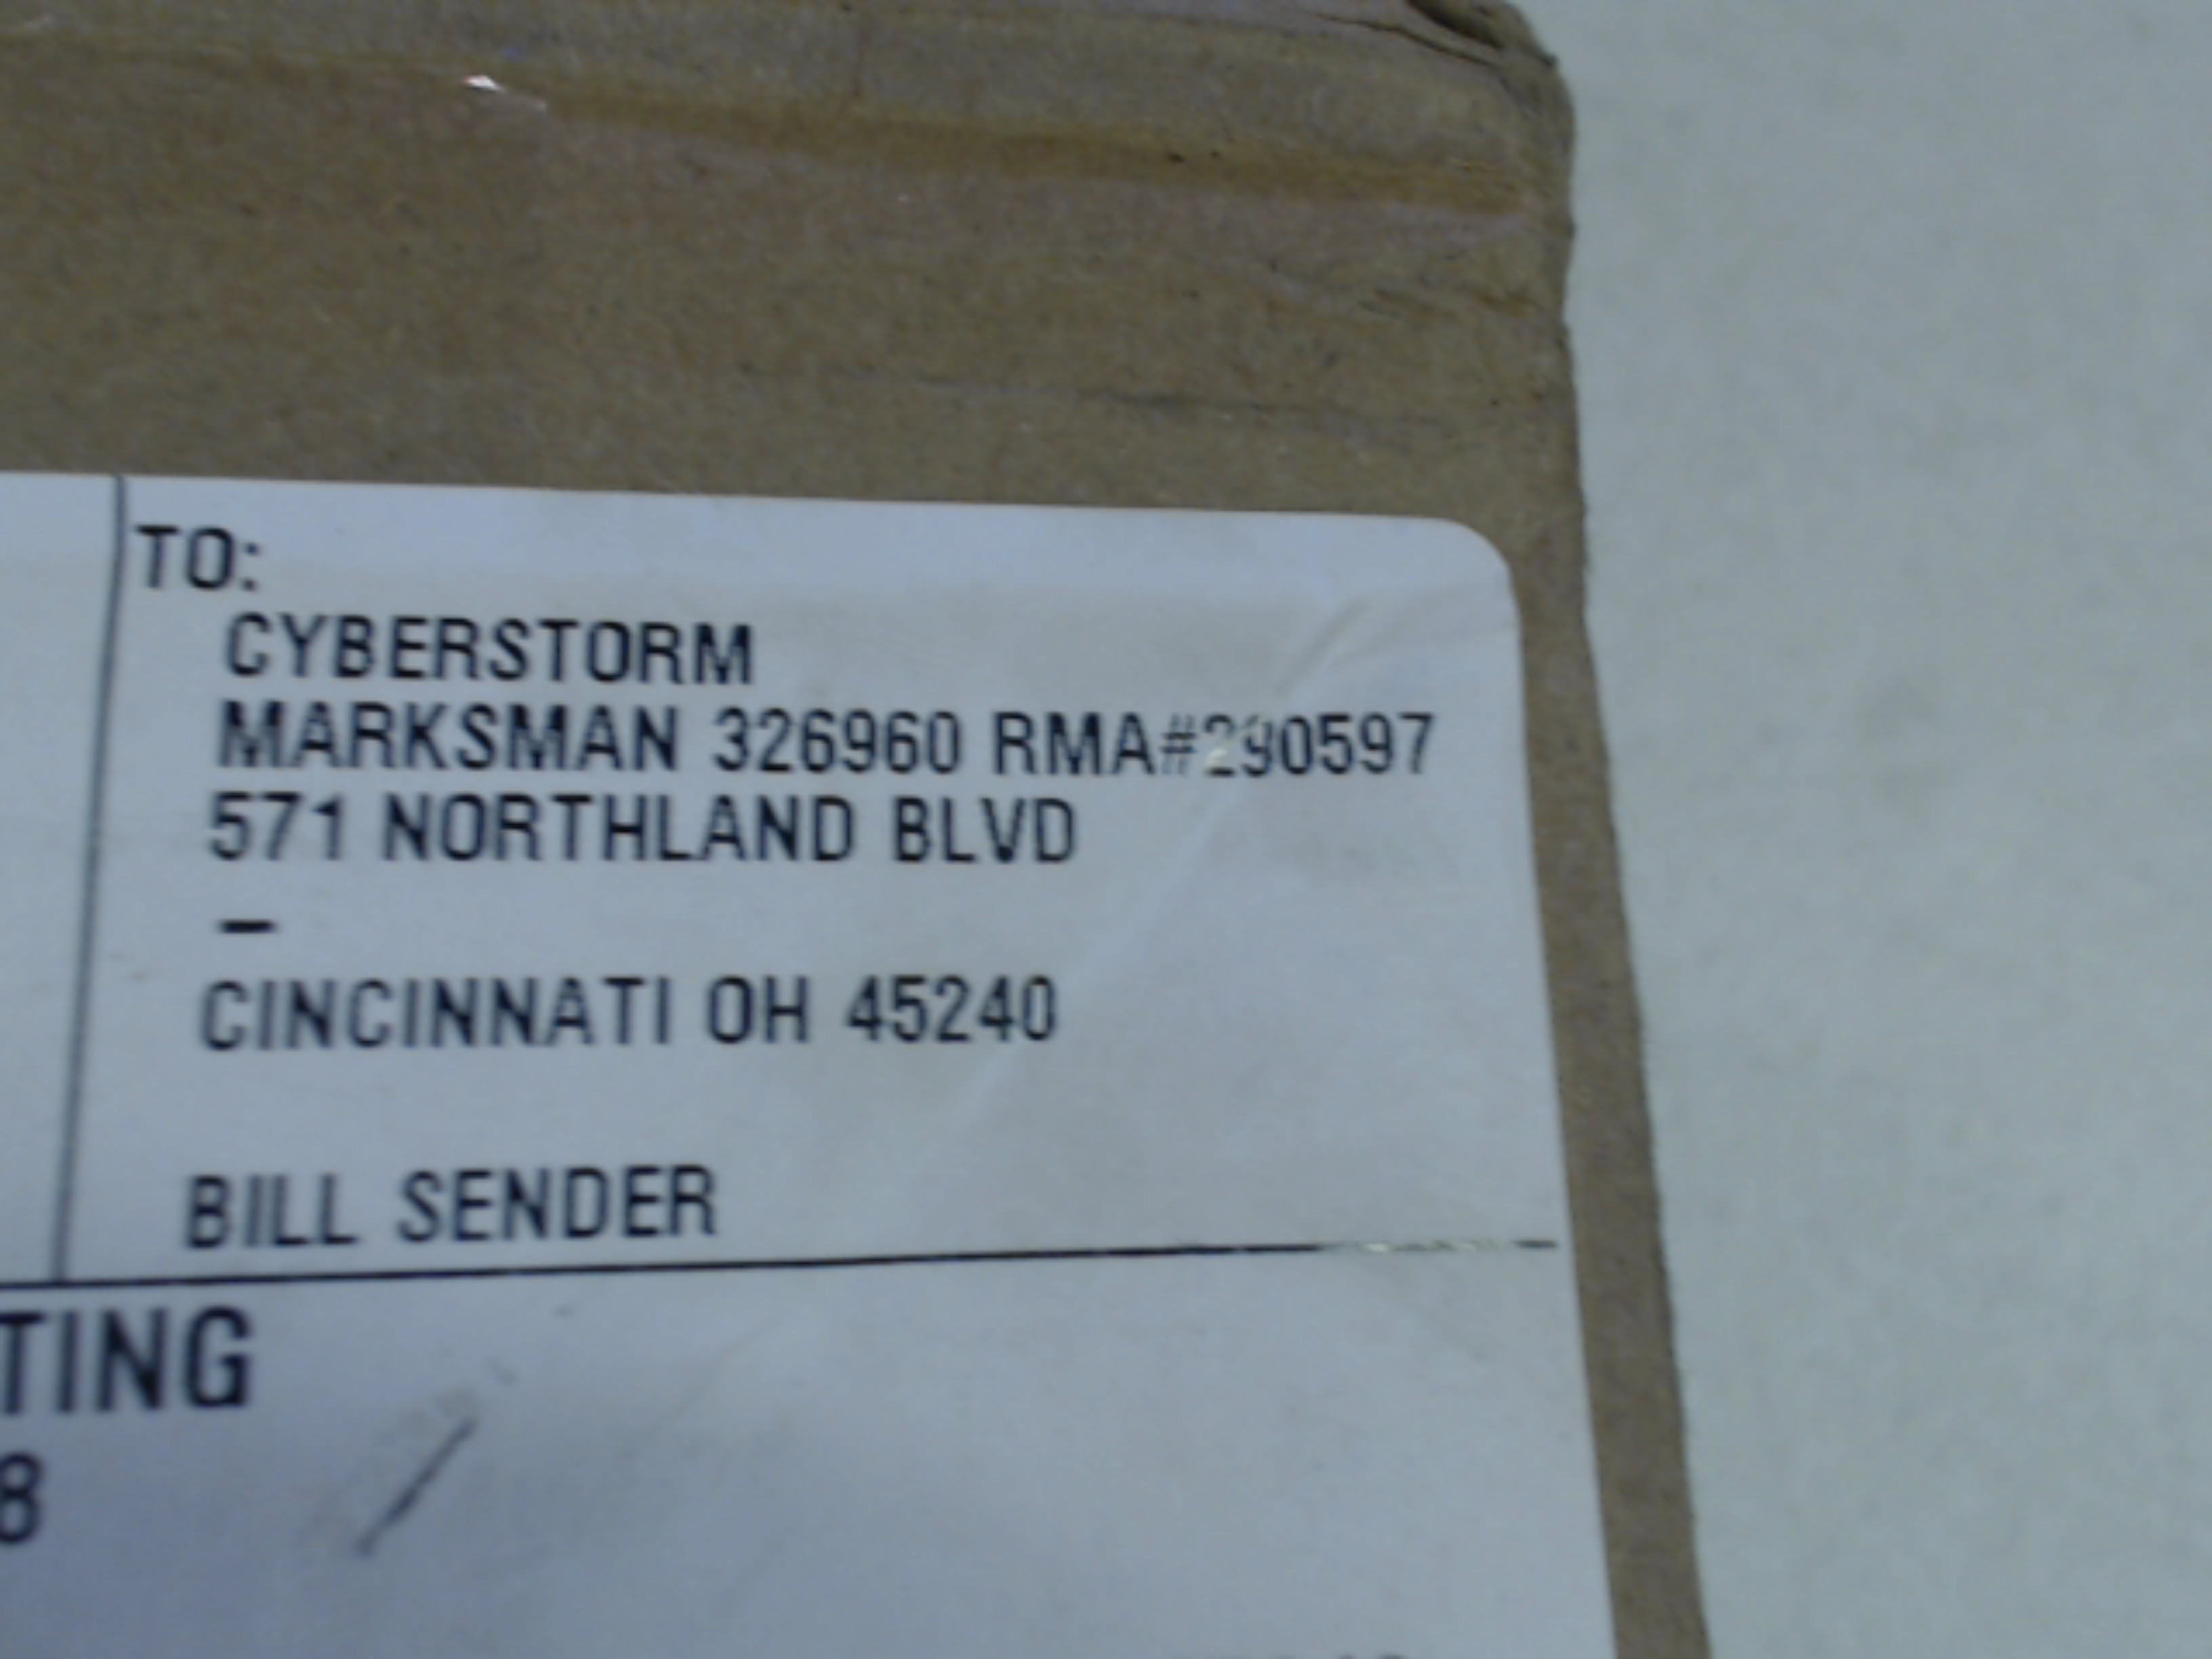 TO:
CYBERSTORM
MARKSMAN 326960 RMA#290597
571 NORTHLAND BLVD
–
CINCINNATI OH 45240
BILL SENDER
TING
8